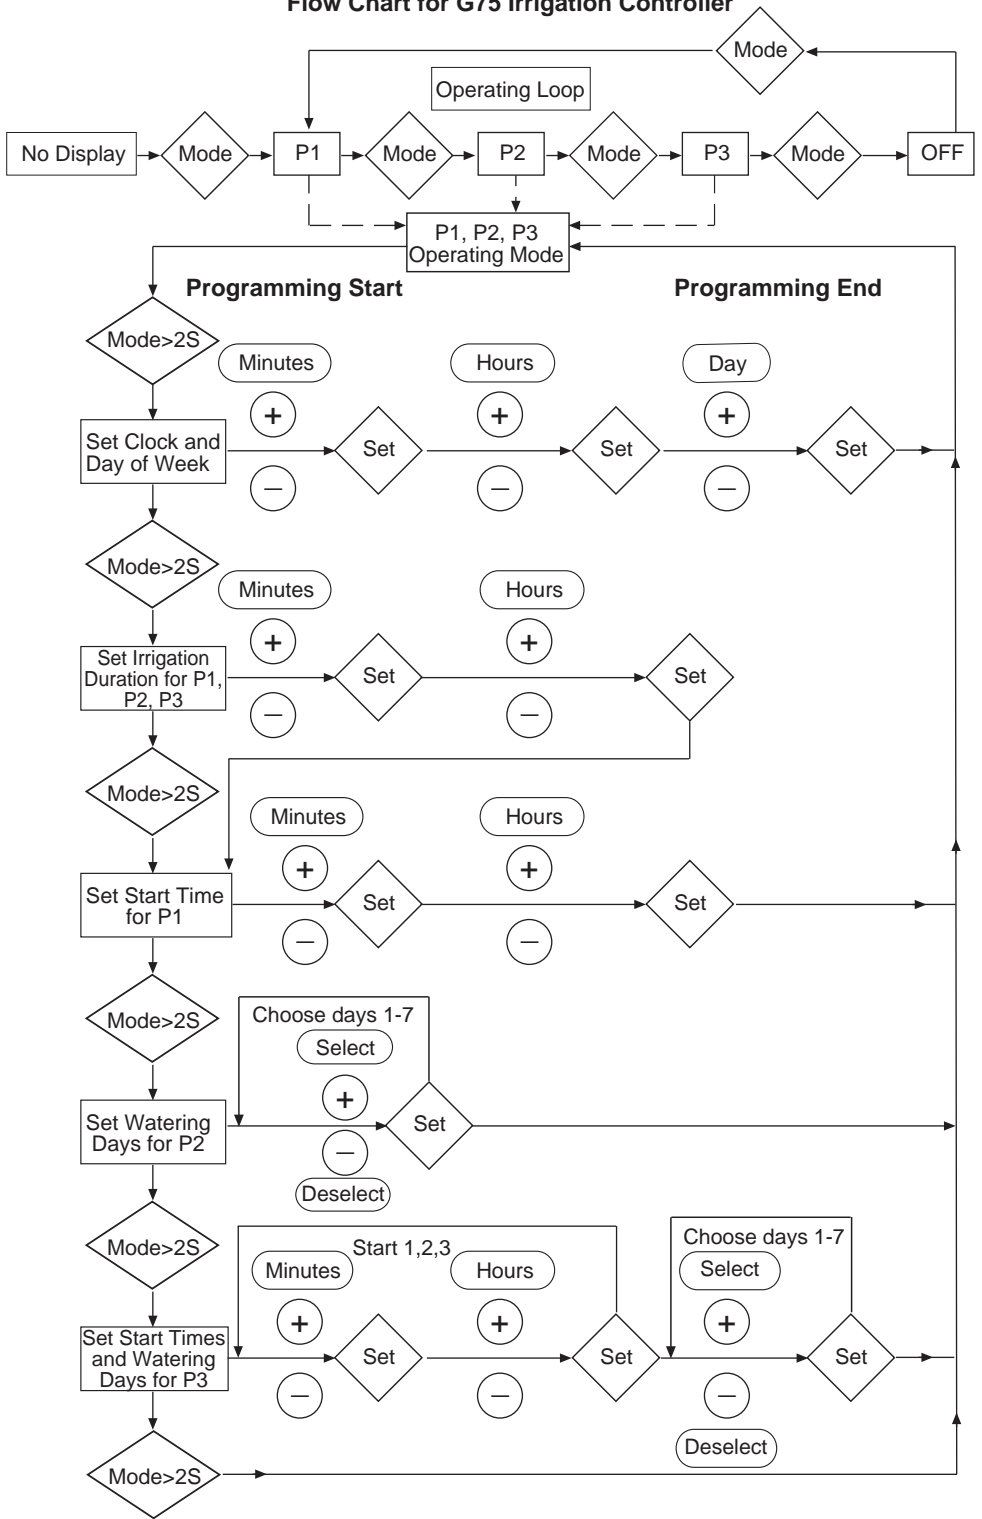 Flow Chart for G75 Irrigation Controller
Mode
Operating Loop
No Display
Mode
P1
Mode
P2
Mode
P3
Mode
OFF
P1, P2, P3
Operating Mode
Programming Start
Programming End
Mode>2S
Minutes
Hours
Day
+
+
+
Set Clock and
Day of Week
Set
Set
Set
—
—
—
Mode>2S
Minutes
Hours
+
+
Set Irrigation
Duration for P1,
P2, P3
Set
Set
—
—
Mode>2S
Minutes
Hours
+
+
Set Start Time
for P1
Set
Set
—
—
Mode>2S
Choose days 1-7
Select
+
Set Watering
Days for P2
Set
—
Deselect
Mode>2S
Start 1,2,3
Choose days 1-7
Minutes
Hours
Select
+
+
+
Set Start Times
and Watering
Days for P3
Set
Set
Set
—
—
—
Deselect
Mode>2S